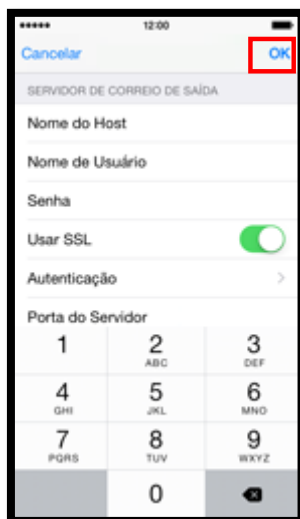 12:00
Cancelar OK
SERVIDOR DE CORREIO DE SAÍDA
Nome do Host
Nome de Usuário
Senha
Usar SSL
Autenticação
Porta do Servidor
1 2 3
ABC DEF
4 5 6
GHI JKL MNO
7 8 9
PQRS TUV WXYZ
0